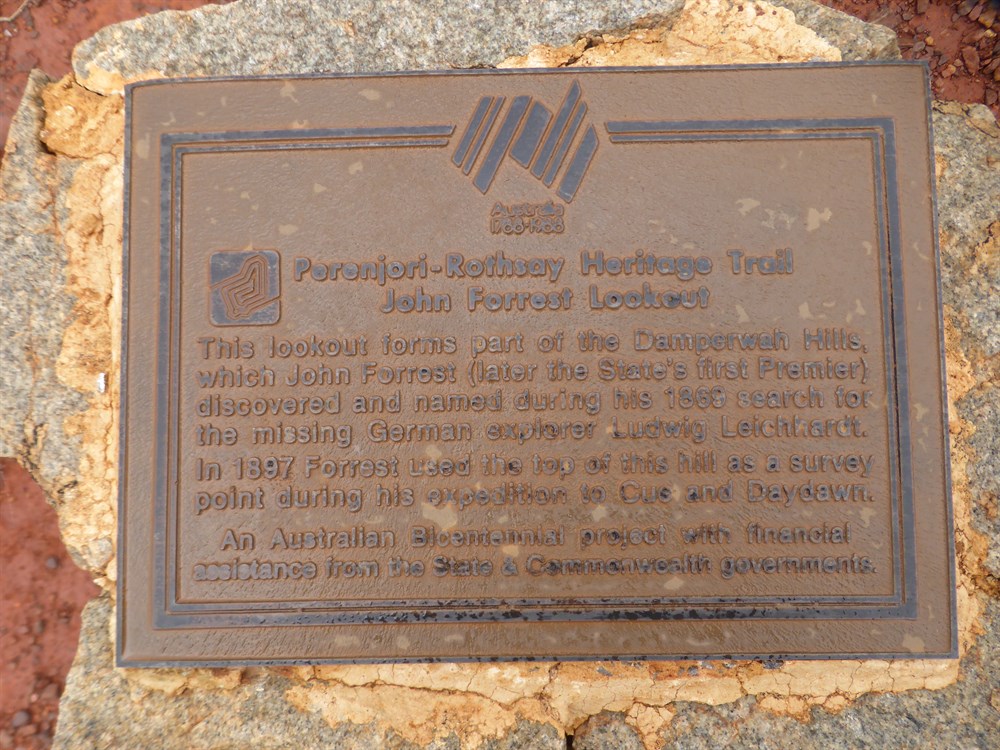 Australia
1788-1988
Perenjori-Rothsay Heritage Trail
John Forrest Lookout
This lookout forms part of the Damperwah Hills,
which John Forrest (later the State's first Premier)
discovered and named during his 1869 search for
the missing German explorer Ludwig Leichhardt.
In 1897 Forrest used the top of this hill as a survey
point during his expedition to Cue and Daydawn.
An Australian Bicentennial project with financial
assistance from the State & Commonwealth governments.